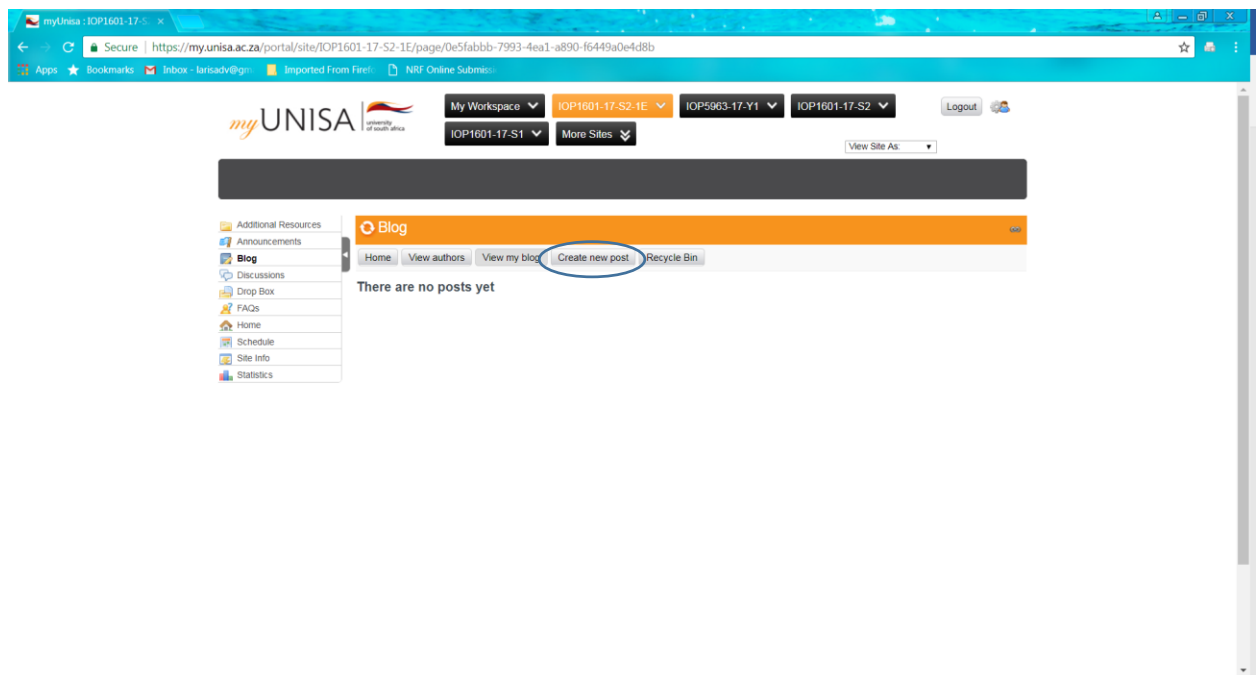 myUnisa : IOP1601-17-S
Secure | https://my.unisa.ac.za/portal/site/IOP1601-17-S2-1E/page/0e5fabbb-7993-4ea1-a890-f6449a0e4d8b
Apps Bookmarks Inbox - larisadv@gm Imported From Firefo NRF Online Submissi
myUNISA university of south africa
My Workspace IOP1601-17-S2-1E IOP5963-17-Y1 IOP1601-17-S2 Logout
IOP1601-17-S1 More Sites
View Site As:
Additional Resources
Announcements
Blog
Discussions
Drop Box
FAQs
Home
Schedule
Site Info
Statistics
Blog
Home View authors View my blog Create new post Recycle Bin
There are no posts yet